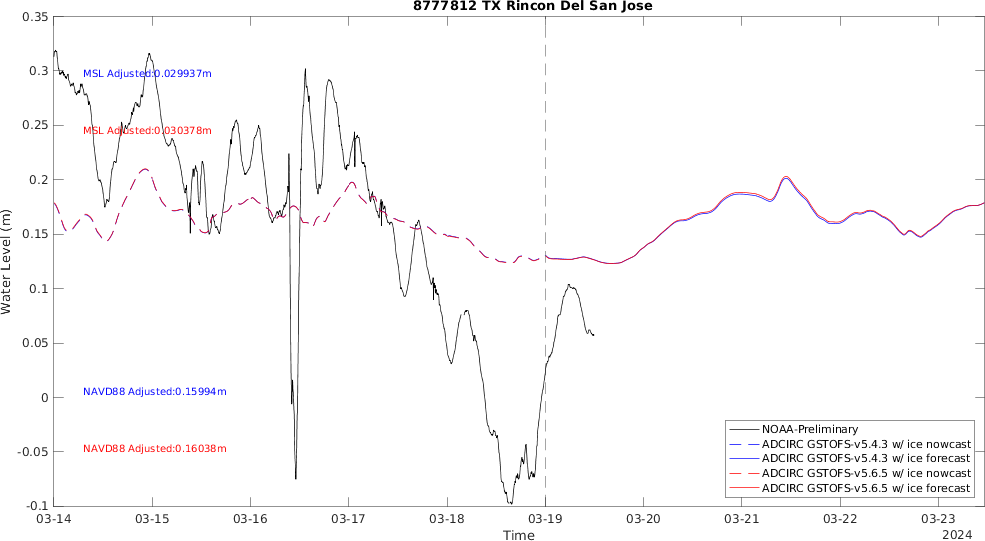 8777812 TX Rincon Del San Jose
Water Level (m)
0.35
0.3
0.25
0.2
0.15
0.1
0.05
0
-0.05
-0.1
MSL Adjusted:0.029937m
MSL Adjusted:0.030378m
NAVD88 Adjusted:0.15994m
NAVD88 Adjusted:0.16038m
NOAA-Preliminary
ADCIRC GSTOFS-v5.4.3 w/ ice nowcast
ADCIRC GSTOFS-v5.4.3 w/ ice forecast
ADCIRC GSTOFS-v5.6.5 w/ ice nowcast
ADCIRC GSTOFS-v5.6.5 w/ ice forecast
03-14 03-15 03-16 03-17 03-18 03-19 03-20 03-21 03-22 03-23
Time
2024